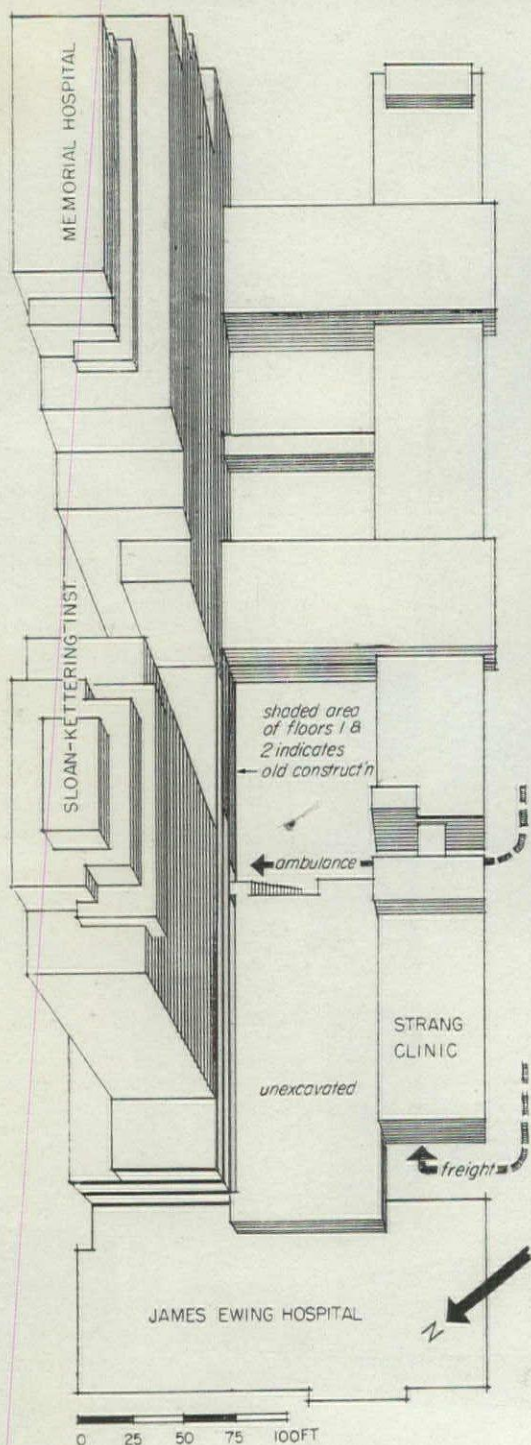 MEMORIAL HOSPITAL
SLOAN-KETTERING INST.
shaded area
of floors 1 &
2 indicates
old construct'n
ambulance
STRANG
CLINIC
unexcavated
freight
JAMES EWING HOSPITAL
N
0 25 50 75 100FT